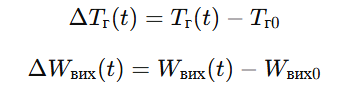 ΔTг(t) = Tг(t) − Tг0
ΔWвих(t) = Wвих(t) − Wвих0